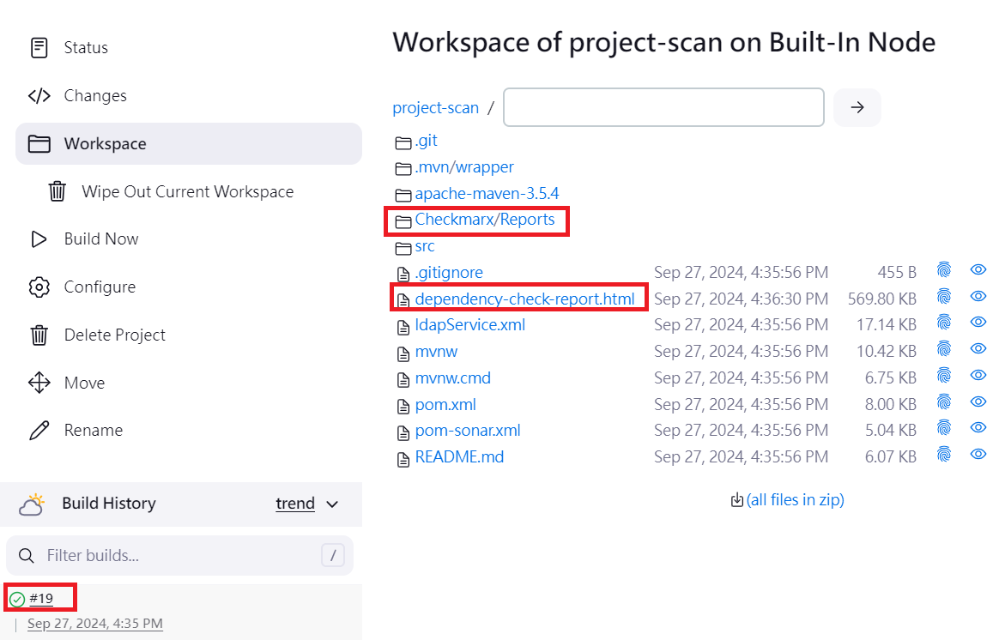 Status
Changes
Workspace
Wipe Out Current Workspace
Build Now
Configure
Delete Project
Move
Rename
Build History trend
Filter builds... /
#19
Sep 27, 2024, 4:35 PM
Workspace of project-scan on Built-In Node
project-scan /
.git
.mvn/wrapper
apache-maven-3.5.4
Checkmarx/Reports
src
.gitignore Sep 27, 2024, 4:35:56 PM 455 B
dependency-check-report.html Sep 27, 2024, 4:36:30 PM 569.80 KB
ldapService.xml Sep 27, 2024, 4:35:56 PM 17.14 KB
mvnw Sep 27, 2024, 4:35:56 PM 10.42 KB
mvnw.cmd Sep 27, 2024, 4:35:56 PM 6.75 KB
pom.xml Sep 27, 2024, 4:35:56 PM 8.00 KB
pom-sonar.xml Sep 27, 2024, 4:35:56 PM 5.04 KB
README.md Sep 27, 2024, 4:35:56 PM 6.07 KB
(all files in zip)